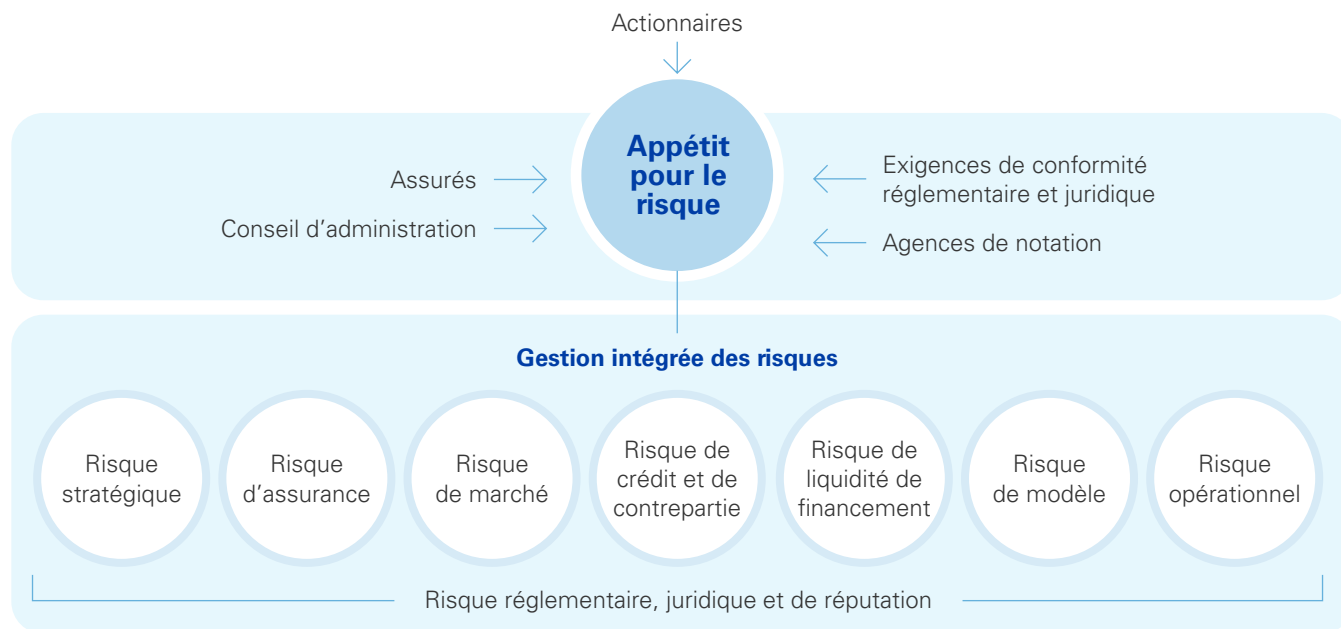 Actionnaires
Appétit
pour le
risque
Assurés
Conseil d’administration
Exigences de conformité
réglementaire et juridique
Agences de notation
Gestion intégrée des risques
Risque
stratégique
Risque
d’assurance
Risque
de marché
Risque de
crédit et de
contrepartie
Risque de
liquidité de
financement
Risque
de modèle
Risque
opérationnel
Risque réglementaire, juridique et de réputation